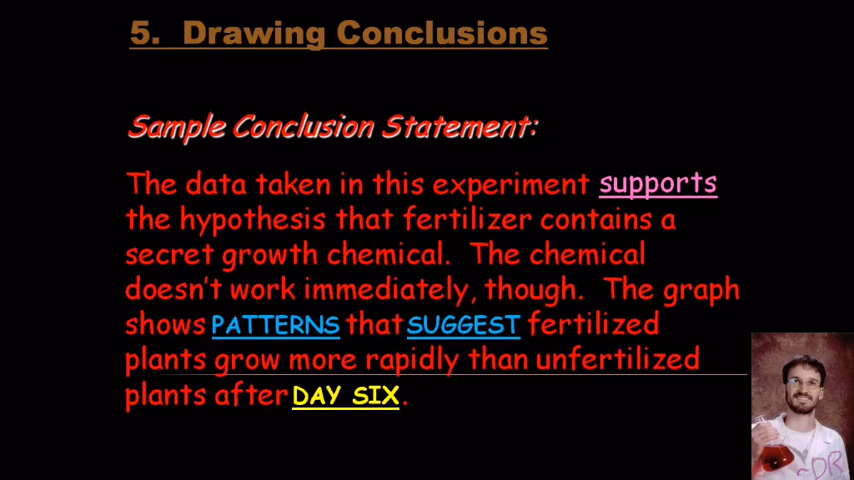 5. Drawing Conclusions
Sample Conclusion Statement:
The data taken in this experiment supports
the hypothesis that fertilizer contains a
secret growth chemical. The chemical
doesn't work immediately, though. The graph
shows PATTERNS that SUGGEST fertilized
plants grow more rapidly than unfertilized
plants after DAY SIX.
~DR